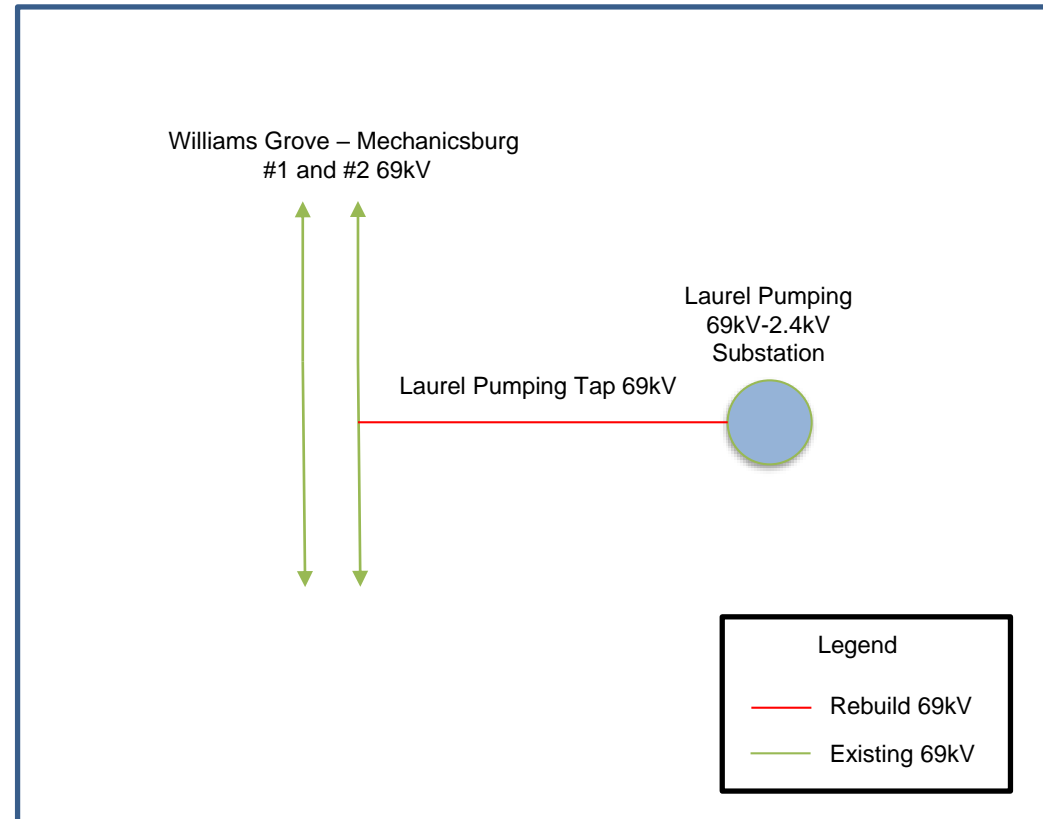 Williams Grove – Mechanicsburg
#1 and #2 69kV
Laurel Pumping
69kV-2.4kV
Substation
Laurel Pumping Tap 69kV
Legend
Rebuild 69kV
Existing 69kV